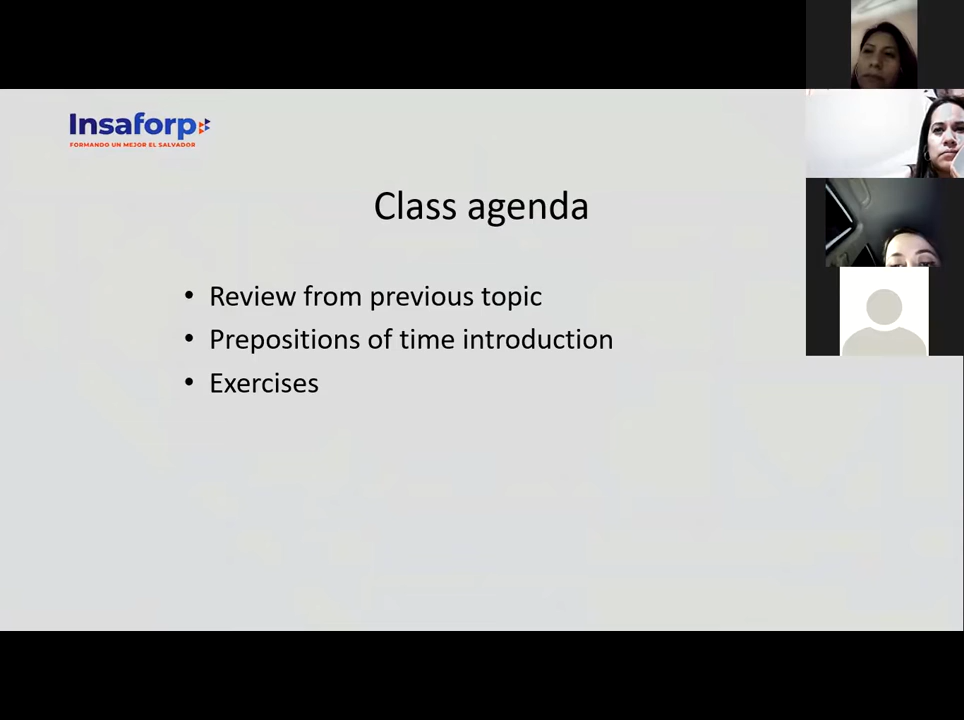 Insaforp
FORMANDO UN MEJOR EL SALVADOR
Class agenda
• Review from previous topic
• Prepositions of time introduction
• Exercises